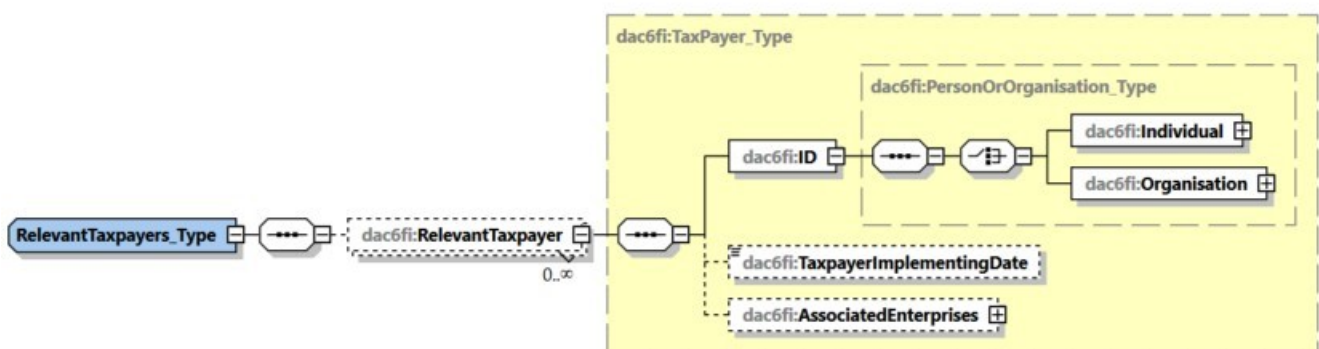 dac6fi:TaxPayer_Type
dac6fi:PersonOrOrganisation_Type
dac6fi:Individual
dac6fi:ID
dac6fi:Organisation
RelevantTaxpayers_Type
dac6fi:RelevantTaxpayer
0..∞
dac6fi:TaxpayerImplementingDate
dac6fi:AssociatedEnterprises